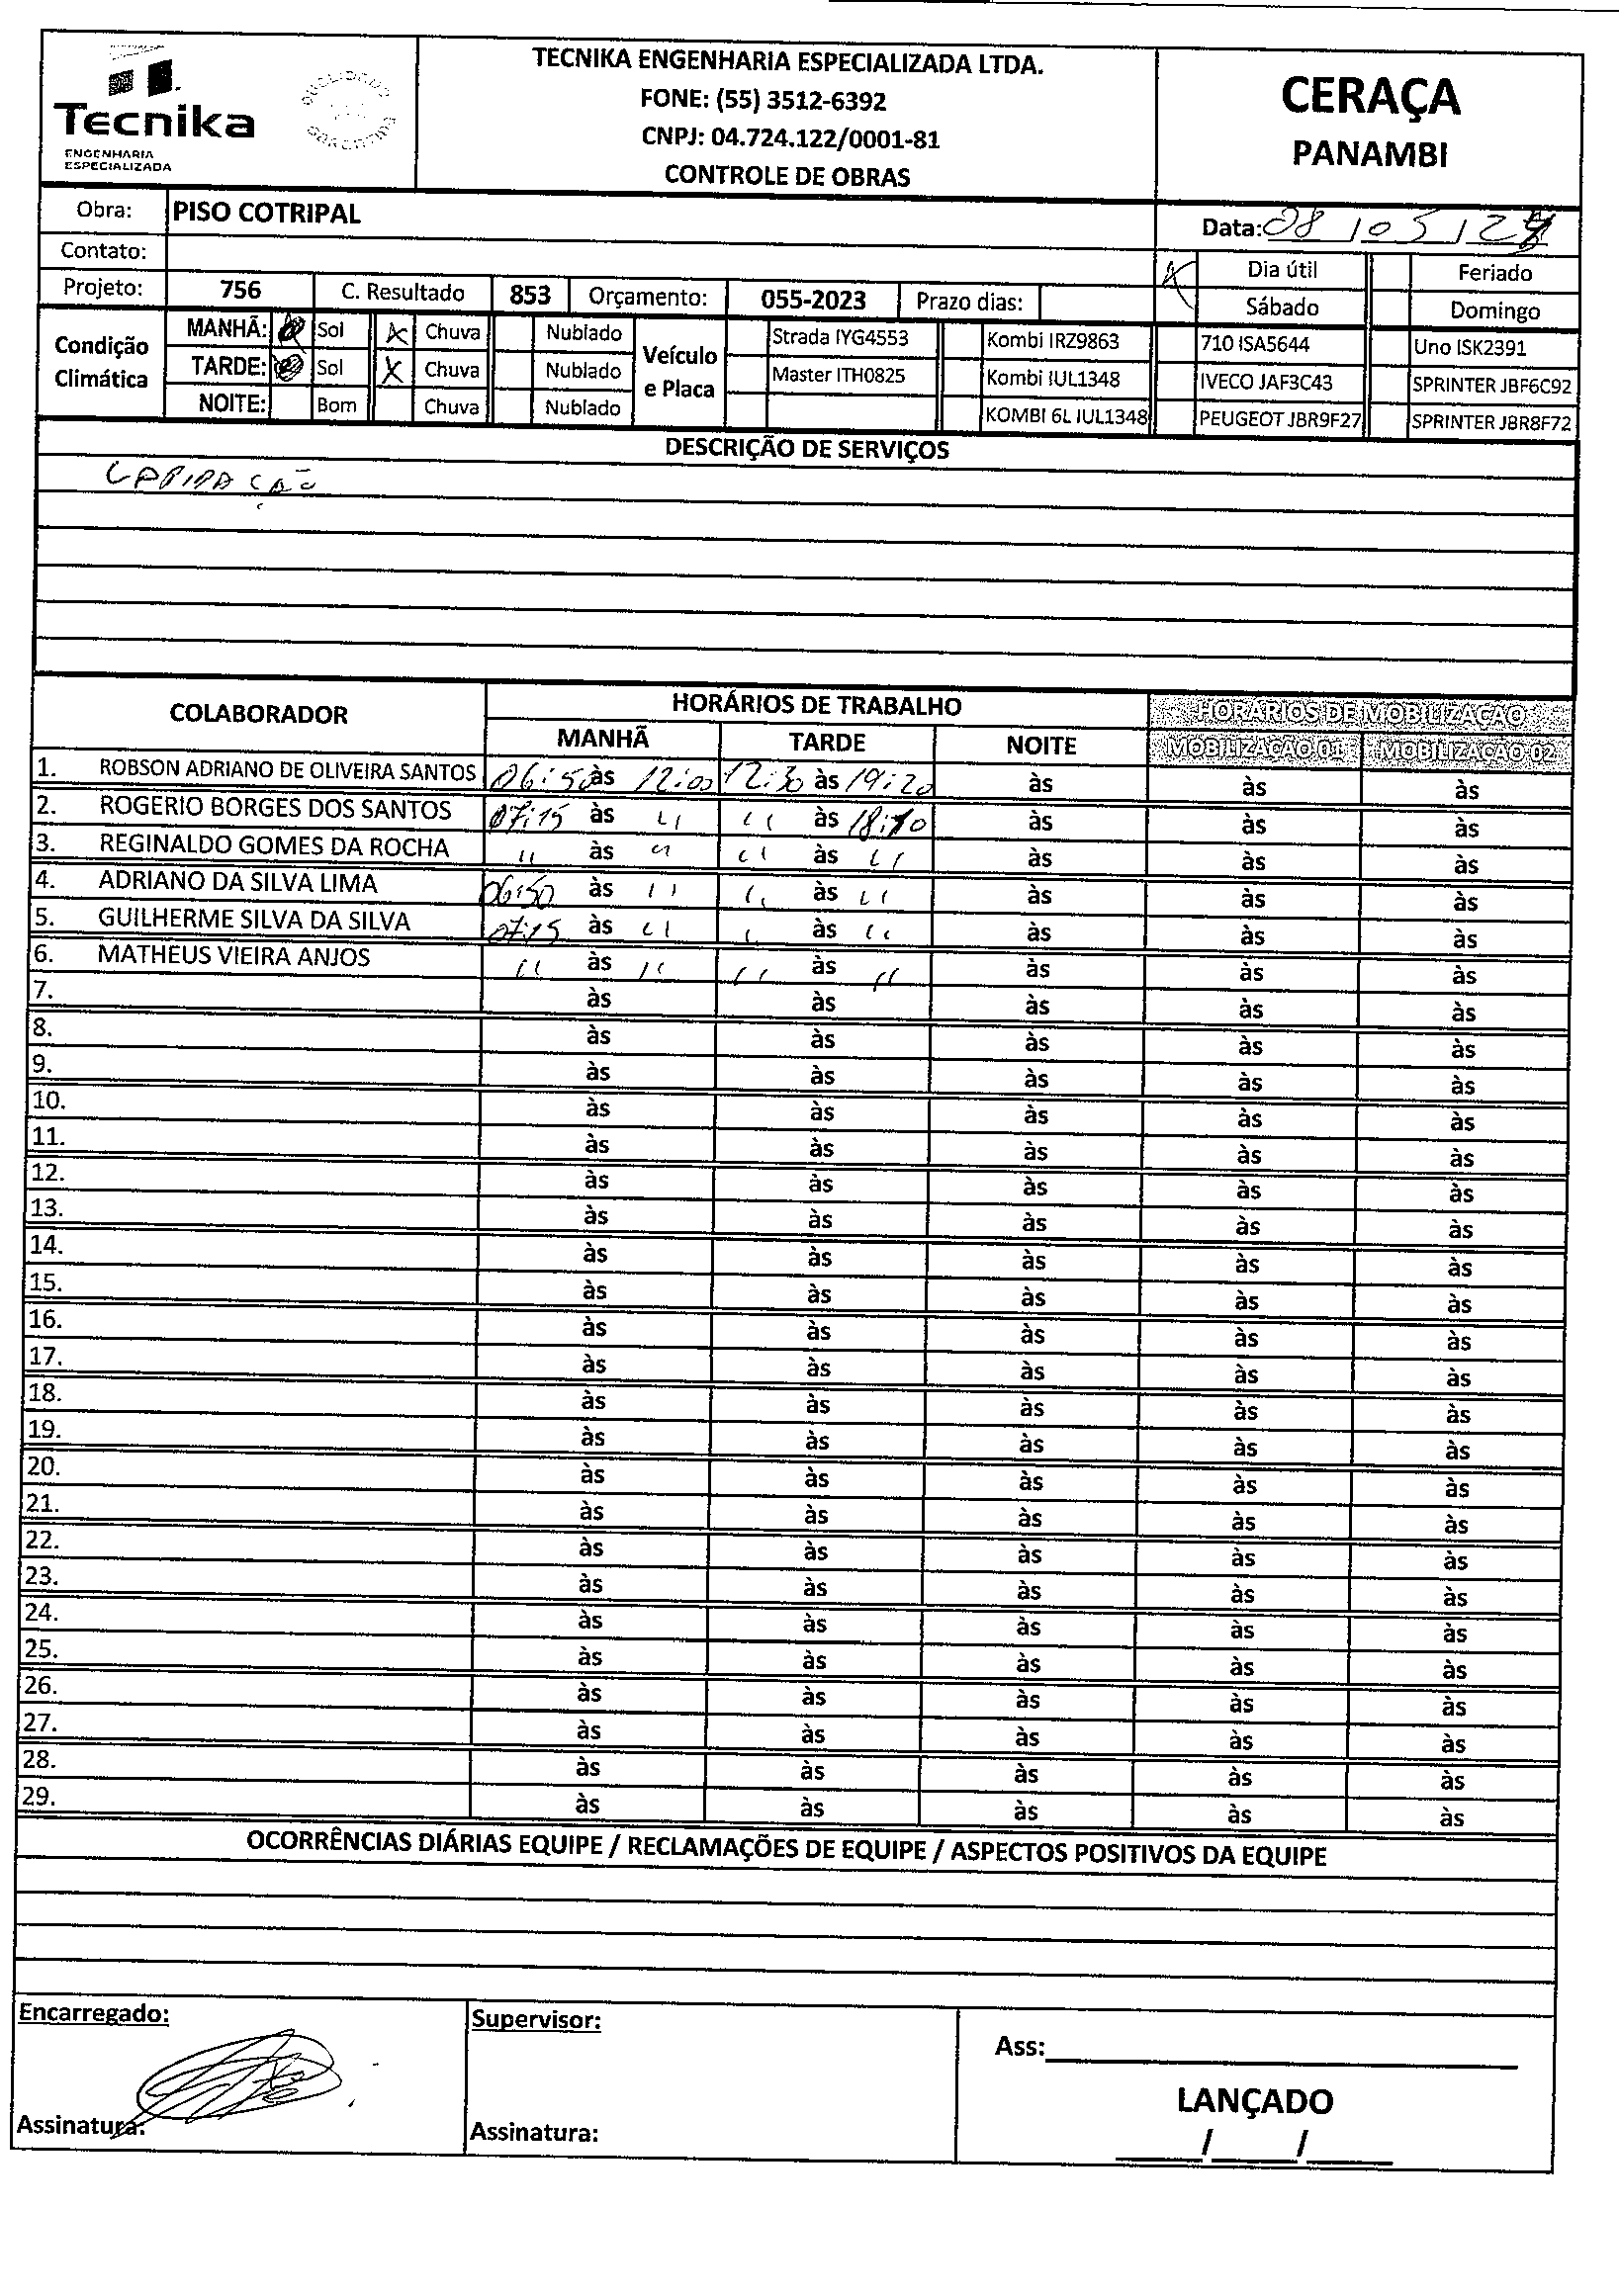 Tecnika
ENGENHARIA
ESPECIALIZADA
TECNIKA ENGENHARIA ESPECIALIZADA LTDA.
FONE: (55) 3512-6392
CNPJ: 04.724.122/0001-81
CONTROLE DE OBRAS
CERAÇA
PANAMBI
Obra: PISO COTRIPAL
Data: 08/05/24
Contato:
Dia útil Feriado
Projeto: 756 C. Resultado 853 Orçamento: 055-2023 Prazo dias:
Sábado Domingo
Condição Climática
MANHÃ: Sol X Chuva Nublado
TARDE: Sol X Chuva Nublado
NOITE: Bom Chuva Nublado
Veículo e Placa
Strada IYG4553 Kombi IRZ9863 710 ISA5644 Uno ISK2391
Master ITH0825 Kombi IUL1348 IVECO JAF3C43 SPRINTER JBF6C92
KOMBI 6L IUL1348 PEUGEOT JBR9F27 SPRINTER JBR8F72
DESCRIÇÃO DE SERVIÇOS
COLABORADOR HORÁRIOS DE TRABALHO HORÁRIOS DE MOBILIZAÇÃO
MANHÃ TARDE NOITE MOBILIZAÇÃO 01 MOBILIZAÇÃO 02
1. ROBSON ADRIANO DE OLIVEIRA SANTOS 06:50 às 12:00 12:30 às 19:20 às às às
2. ROGERIO BORGES DOS SANTOS 07:15 às " " às 18:10 às às às
3. REGINALDO GOMES DA ROCHA " às " " às " às às às
4. ADRIANO DA SILVA LIMA 06:50 às " " às " às às às
5. GUILHERME SILVA DA SILVA 07:15 às " " às " às às às
6. MATHEUS VIEIRA ANJOS " às " " às " às às às
7. às às às às às
8. às às às às às
9. às às às às às
10. às às às às às
11. às às às às às
12. às às às às às
13. às às às às às
14. às às às às às
15. às às às às às
16. às às às às às
17. às às às às às
18. às às às às às
19. às às às às às
20. às às às às às
21. às às às às às
22. às às às às às
23. às às às às às
24. às às às às às
25. às às às às às
26. às às às às às
27. às às às às às
28. às às às às às
29. às às às às às
OCORRÊNCIAS DIÁRIAS EQUIPE / RECLAMAÇÕES DE EQUIPE / ASPECTOS POSITIVOS DA EQUIPE
Encarregado:
Supervisor:
Ass:
LANÇADO
Assinatura:
Assinatura:
/ /